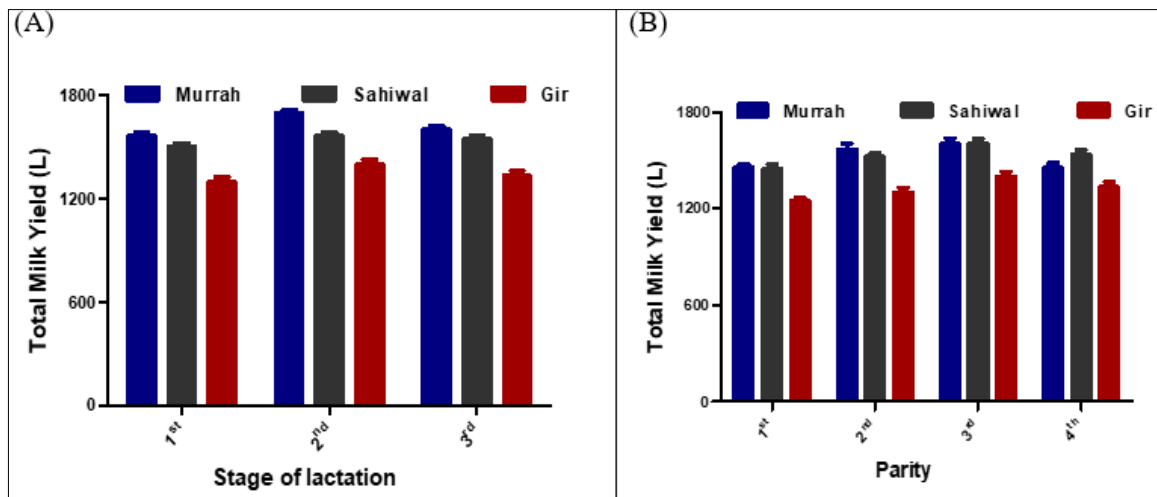 (A)
Murrah Sahiwal Gir
Total Milk Yield (L)
1800
1200
600
0
1st 2nd 3rd
Stage of lactation
(B)
Murrah Sahiwal Gir
Total Milk Yield (L)
1800
1200
600
0
1st 2nd 3rd 4th
Parity